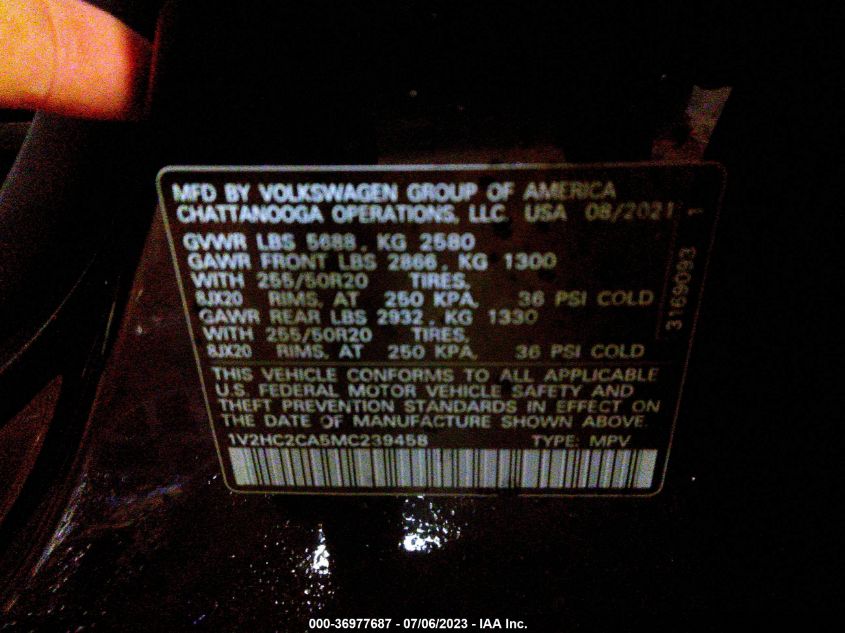 MFD BY VOLKSWAGEN GROUP OF AMERICA
CHATTANOOGA OPERATIONS, LLC. USA 08/2021
GVWR LBS 5688, KG 2580
GAWR FRONT LBS 2866, KG 1300
WITH 255/50R20 TIRES,
8JX20 RIMS, AT 250 KPA, 36 PSI COLD
GAWR REAR LBS 2932, KG 1330
WITH 255/50R20 TIRES,
8JX20 RIMS, AT 250 KPA, 36 PSI COLD
THIS VEHICLE CONFORMS TO ALL APPLICABLE
U.S. FEDERAL MOTOR VEHICLE SAFETY AND
THEFT PREVENTION STANDARDS IN EFFECT ON
THE DATE OF MANUFACTURE SHOWN ABOVE.
1V2HC2CA5MC239458 TYPE: MPV
3169093 1
000-36977687 - 07/06/2023 - IAA Inc.